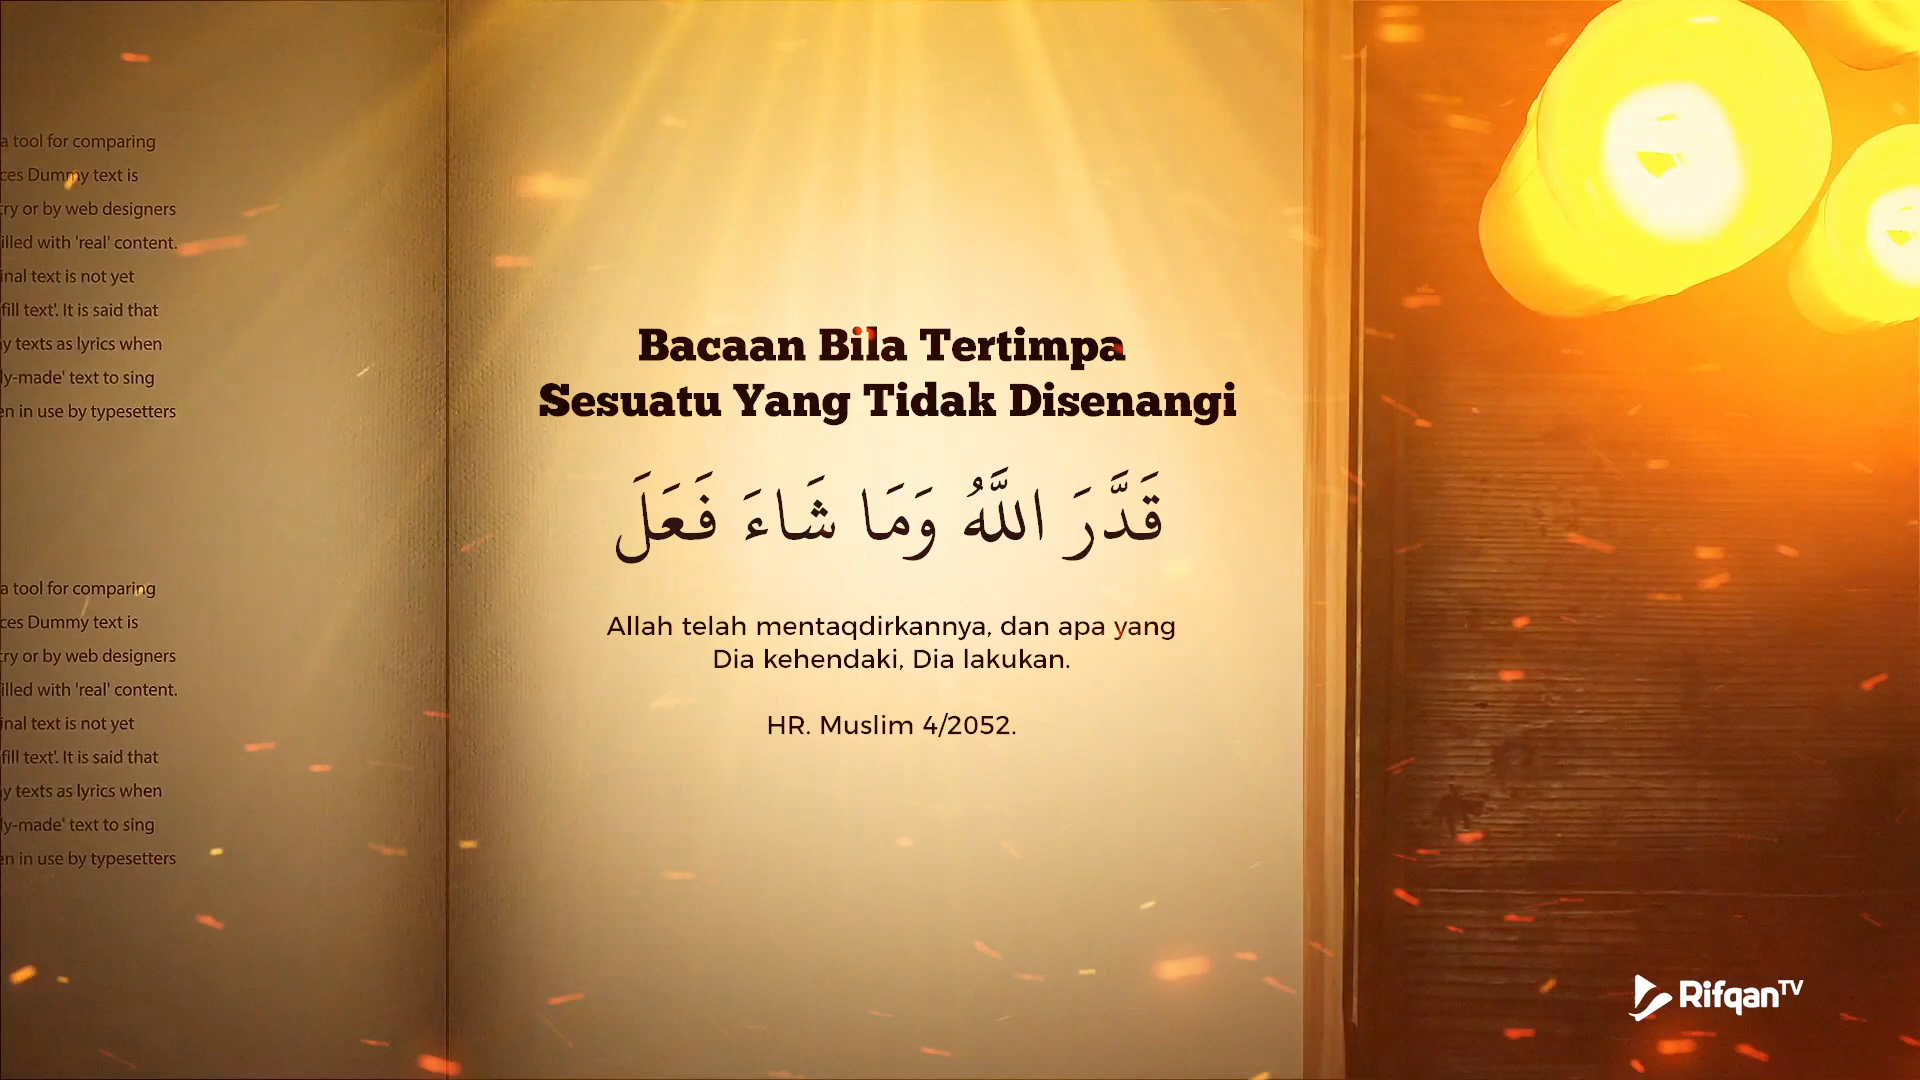 a tool for comparing
ces Dummy text is
try or by web designers
illed with 'real' content.
inal text is not yet
fill text'. It is said that
y texts as lyrics when
ly-made' text to sing
en in use by typesetters
a tool for comparing
ces Dummy text is
try or by web designers
illed with 'real' content.
inal text is not yet
fill text'. It is said that
y texts as lyrics when
ly-made' text to sing
en in use by typesetters
Bacaan Bila Tertimpa
Sesuatu Yang Tidak Disenangi
قَدَّرَ اللَّهُ وَمَا شَاءَ فَعَلَ
Allah telah mentaqdirkannya, dan apa yang
Dia kehendaki, Dia lakukan.
HR. Muslim 4/2052.
Rifqan TV